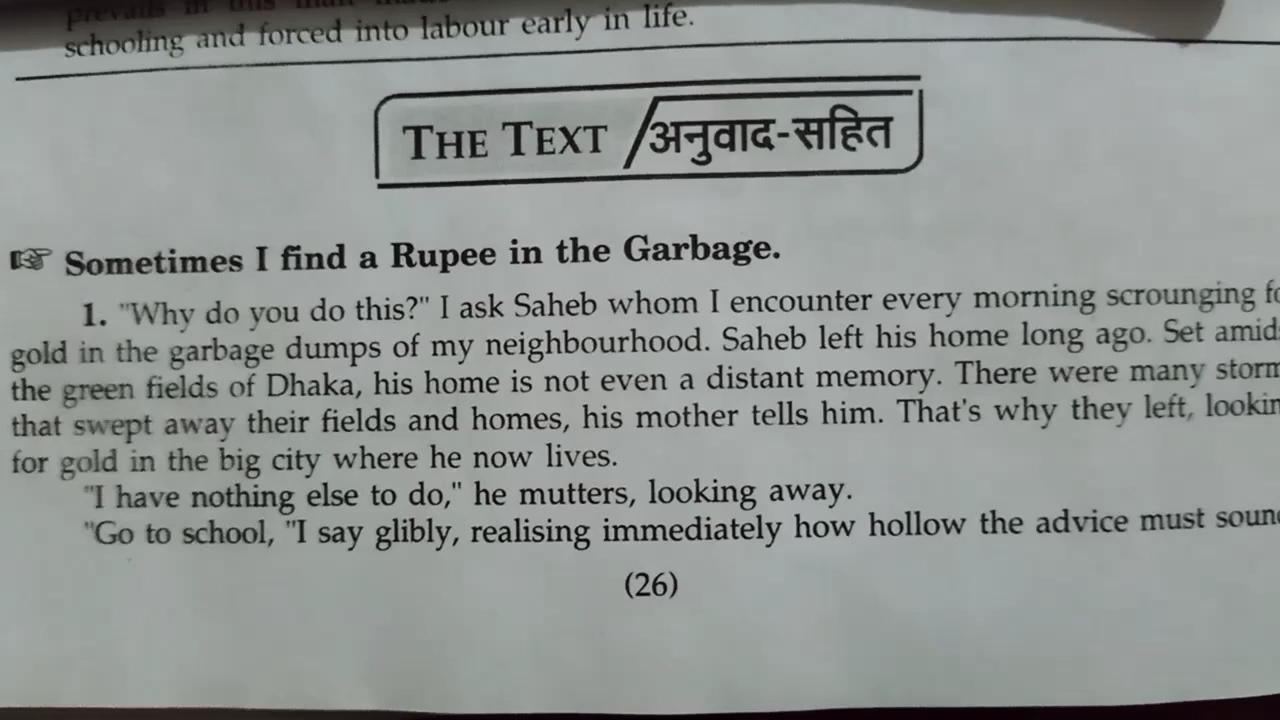 schooling and forced into labour early in life.
THE TEXT / अनुवाद-सहित
☞ Sometimes I find a Rupee in the Garbage.
1. "Why do you do this?" I ask Saheb whom I encounter every morning scrounging fo
gold in the garbage dumps of my neighbourhood. Saheb left his home long ago. Set amid
the green fields of Dhaka, his home is not even a distant memory. There were many storm
that swept away their fields and homes, his mother tells him. That's why they left, lookin
for gold in the big city where he now lives.
"I have nothing else to do," he mutters, looking away.
"Go to school, "I say glibly, realising immediately how hollow the advice must soun
(26)